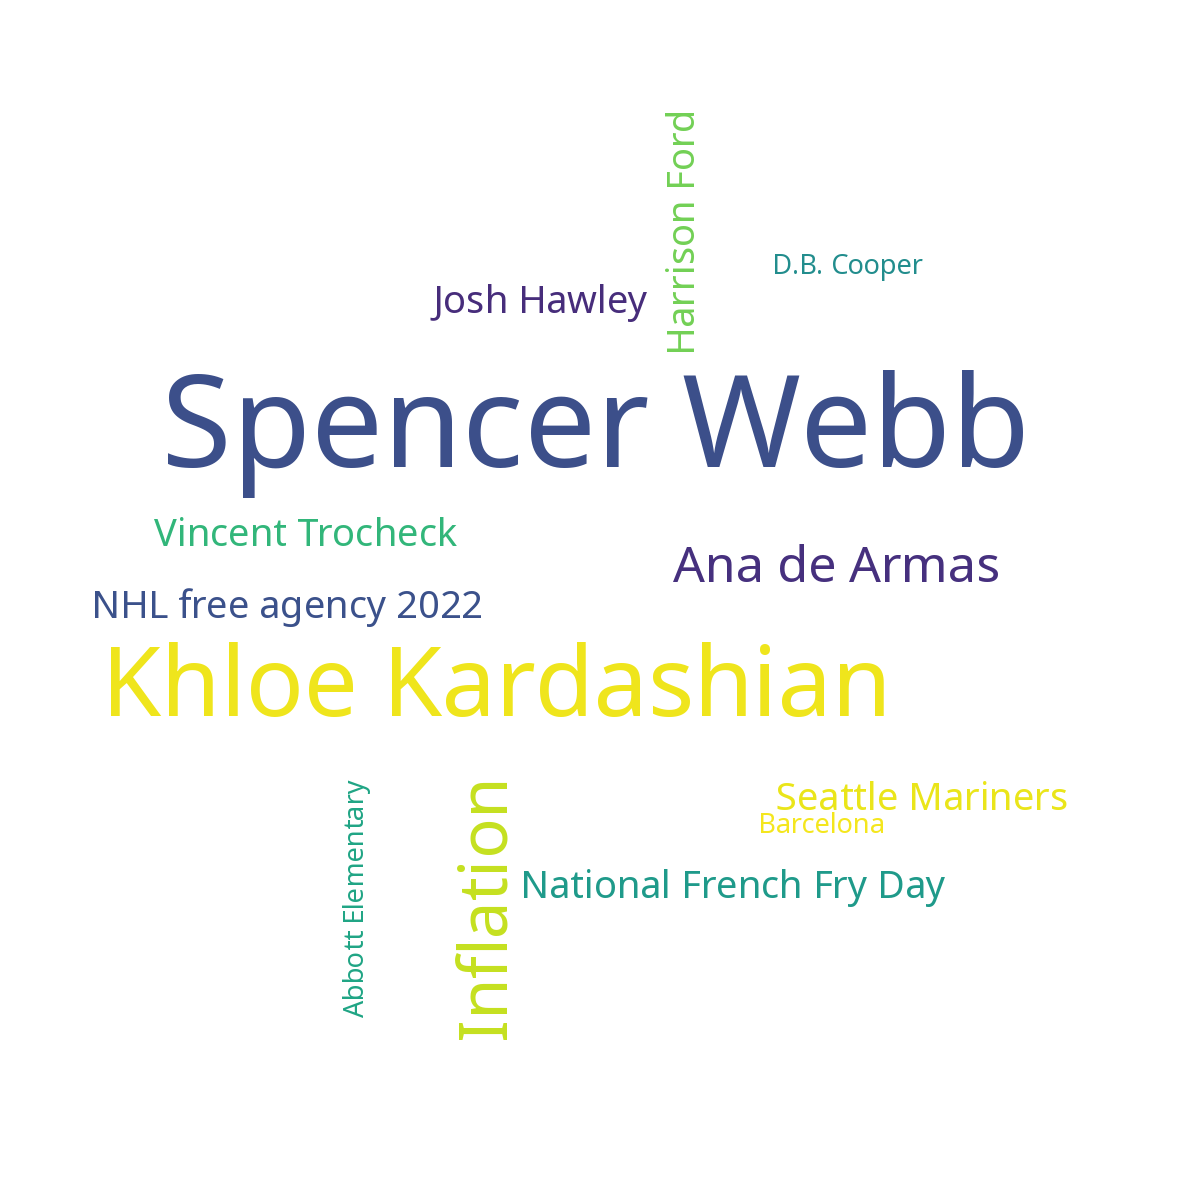 Harrison Ford
D.B. Cooper
Josh Hawley
Spencer Webb
Vincent Trocheck
Ana de Armas
NHL free agency 2022
Khloe Kardashian
Abbott Elementary
Inflation
Seattle Mariners
Barcelona
National French Fry Day